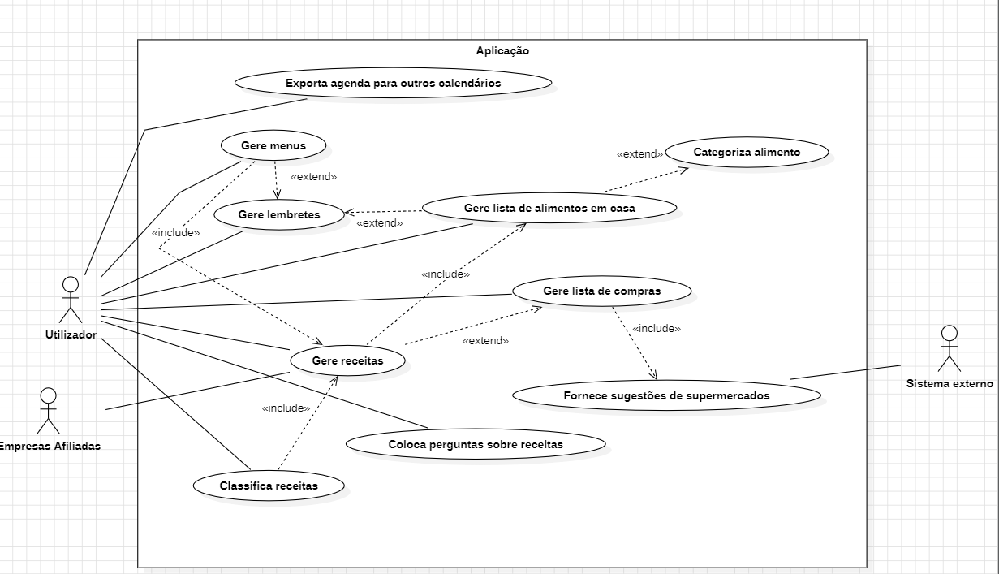 Aplicação
Exporta agenda para outros calendários
Gere menus
«extend»
Categoriza alimento
«extend»
Gere lembretes
Gere lista de alimentos em casa
«extend»
«include»
«include»
Gere lista de compras
«include»
Utilizador
«extend»
Gere receitas
Sistema externo
Fornece sugestões de supermercados
«include»
Empresas Afiliadas
Coloca perguntas sobre receitas
Classifica receitas